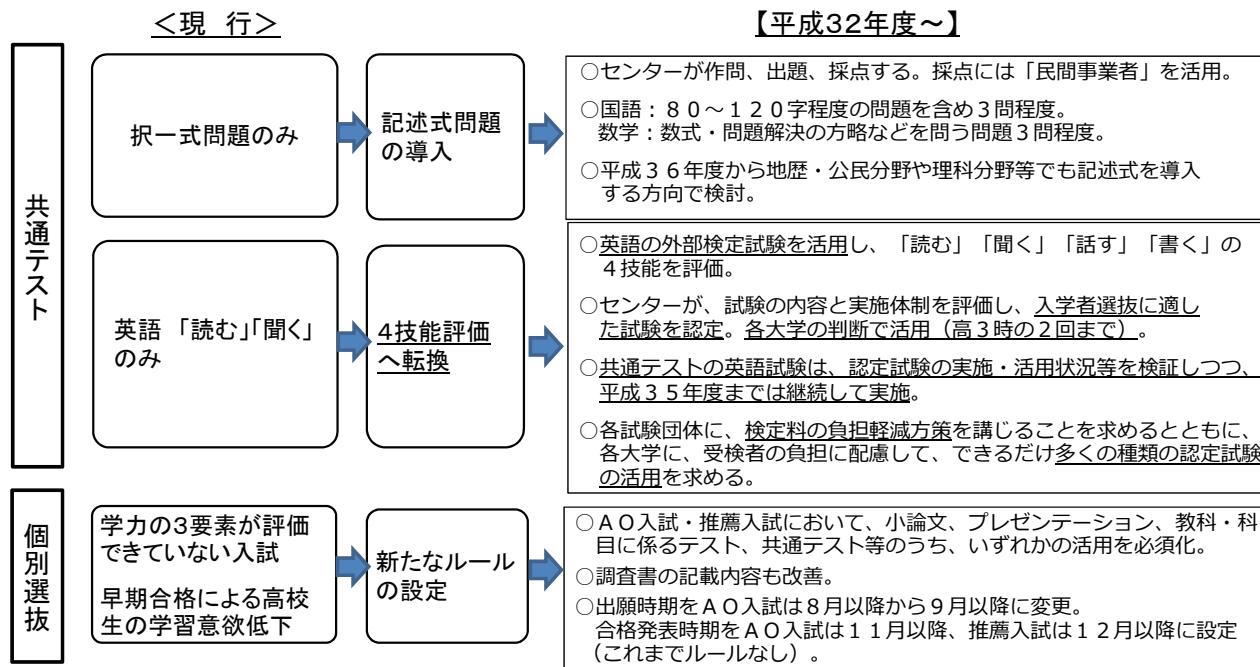 ＜現　行＞
【平成32年度～】
共通テスト
択一式問題のみ
記述式問題
の導入
○センターが作問、出題、採点する。採点には「民間事業者」を活用。
○国語：８０～１２０字程度の問題を含め３問程度。
数学：数式・問題解決の方略などを問う問題３問程度。
○平成３６年度から地歴・公民分野や理科分野等でも記述式を導入
する方向で検討。
英語 「読む」「聞く」
のみ
４技能評価
へ転換
○英語の外部検定試験を活用し、「読む」「聞く」「話す」「書く」の
４技能を評価。
○センターが、試験の内容と実施体制を評価し、入学者選抜に適し
た試験を認定。各大学の判断で活用（高３時の２回まで）。
○共通テストの英語試験は、認定試験の実施・活用状況等を検証しつつ、
平成３５年度までは継続して実施。
○各試験団体に、検定料の負担軽減方策を講じることを求めるとともに、
各大学に、受検者の負担に配慮して、できるだけ多くの種類の認定試験
の活用を求める。
個別選抜
学力の３要素が評価
できていない入試
早期合格による高校
生の学習意欲低下
新たなルール
の設定
○ＡＯ入試・推薦入試において、小論文、プレゼンテーション、教科・科
目に係るテスト、共通テスト等のうち、いずれかの活用を必須化。
○調査書の記載内容も改善。
○出願時期をＡＯ入試は８月以降から９月以降に変更。
合格発表時期をＡＯ入試は１１月以降、推薦入試は１２月以降に設定
（これまでルールなし）。